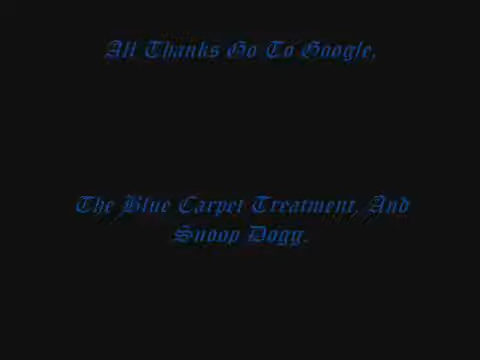 All Thanks Go To Google,
The Blue Carpet Treatment, And
Snoop Dogg.